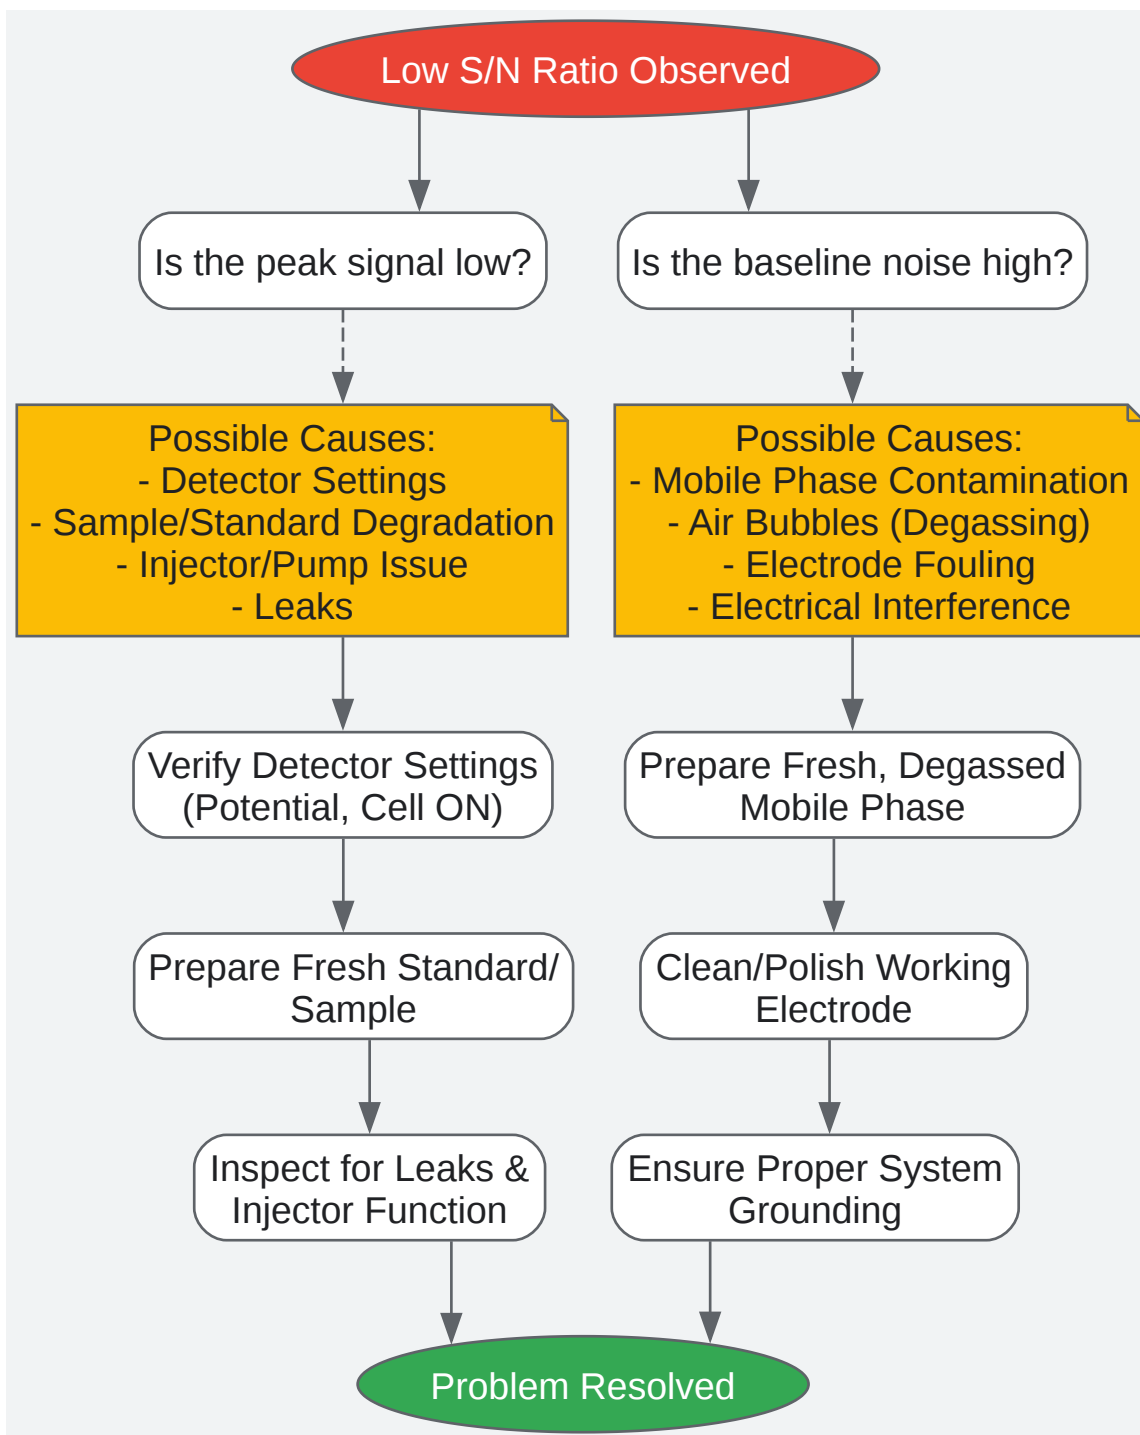 Low S/N Ratio Observed
Is the peak signal low?
Is the baseline noise high?
Possible Causes:
- Detector Settings
- Sample/Standard Degradation
- Injector/Pump Issue
- Leaks
Possible Causes:
- Mobile Phase Contamination
- Air Bubbles (Degassing)
- Electrode Fouling
- Electrical Interference
Verify Detector Settings
(Potential, Cell ON)
Prepare Fresh, Degassed
Mobile Phase
Prepare Fresh Standard/
Sample
Clean/Polish Working
Electrode
Inspect for Leaks &
Injector Function
Ensure Proper System
Grounding
Problem Resolved